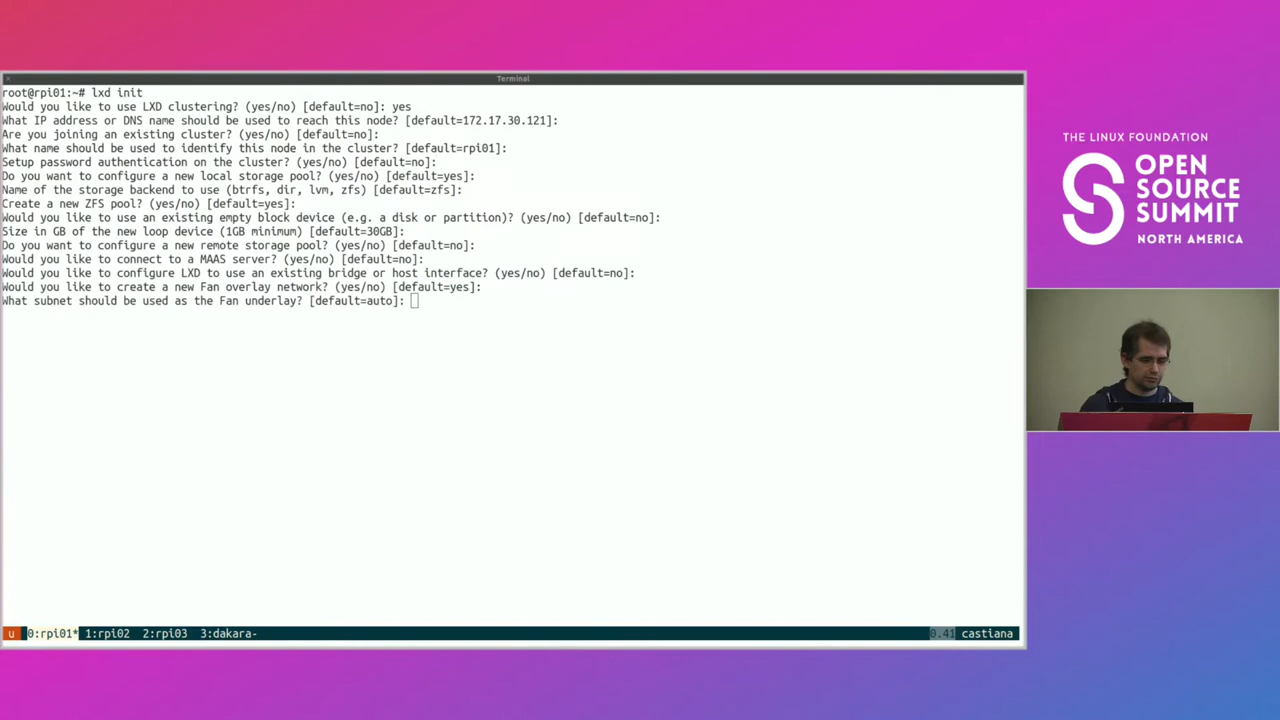 Terminal
root@rpi01:~# lxd init
Would you like to use LXD clustering? (yes/no) [default=no]: yes
What IP address or DNS name should be used to reach this node? [default=172.17.30.121]:
Are you joining an existing cluster? (yes/no) [default=no]:
What name should be used to identify this node in the cluster? [default=rpi01]:
Setup password authentication on the cluster? (yes/no) [default=no]:
Do you want to configure a new local storage pool? (yes/no) [default=yes]:
Name of the storage backend to use (btrfs, dir, lvm, zfs) [default=zfs]:
Create a new ZFS pool? (yes/no) [default=yes]:
Would you like to use an existing empty block device (e.g. a disk or partition)? (yes/no) [default=no]:
Size in GB of the new loop device (1GB minimum) [default=30GB]:
Do you want to configure a new remote storage pool? (yes/no) [default=no]:
Would you like to connect to a MAAS server? (yes/no) [default=no]:
Would you like to configure LXD to use an existing bridge or host interface? (yes/no) [default=no]:
Would you like to create a new Fan overlay network? (yes/no) [default=yes]:
What subnet should be used as the Fan underlay? [default=auto]:
u 0:rpi01* 1:rpi02 2:rpi03 3:dakara- 0.41 castiana
THE LINUX FOUNDATION
OPEN
SOURCE
SUMMIT
NORTH AMERICA